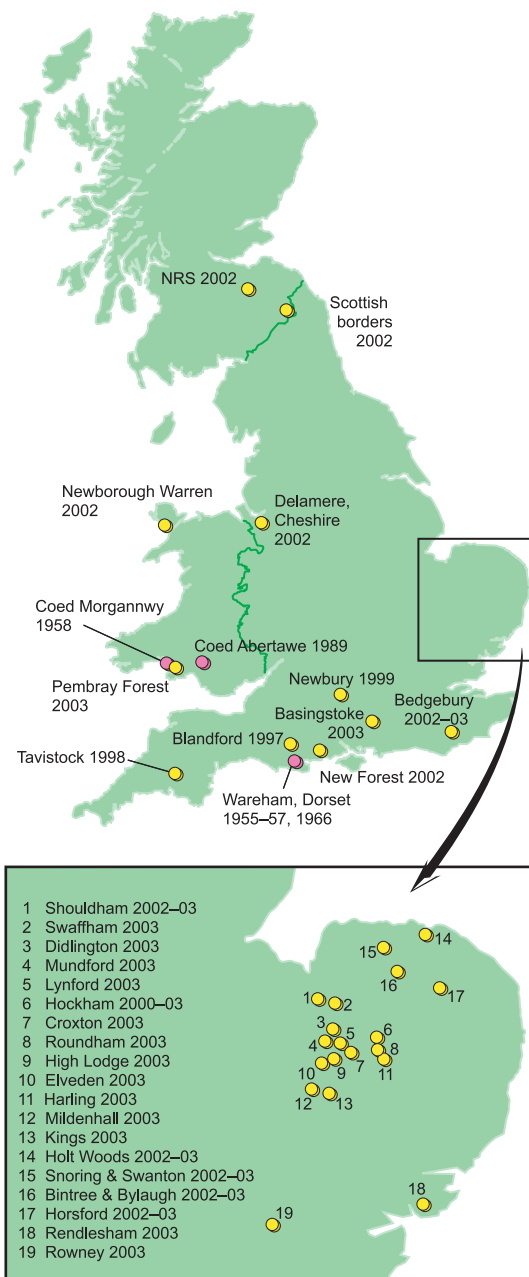 NRS 2002
Scottish
borders
2002
Newborough Warren
2002
Delamere,
Cheshire
2002
Coed Morgannwy
1958
Coed Abertawe 1989
Pembray Forest
2003
Newbury 1999
Basingstoke
2003
Bedgebury
2002–03
Blandford 1997
Tavistock 1998
New Forest 2002
Wareham, Dorset
1955–57, 1966
1 Shouldham 2002–03
2 Swaffham 2003
3 Didlington 2003
4 Mundford 2003
5 Lynford 2003
6 Hockham 2000–03
7 Croxton 2003
8 Roundham 2003
9 High Lodge 2003
10 Elveden 2003
11 Harling 2003
12 Mildenhall 2003
13 Kings 2003
14 Holt Woods 2002–03
15 Snoring & Swanton 2002–03
16 Bintree & Bylaugh 2002–03
17 Horsford 2002–03
18 Rendlesham 2003
19 Rowney 2003
14
15
16
17
1
2
3
6
4
5
8
10
9
7
11
12
13
18
19